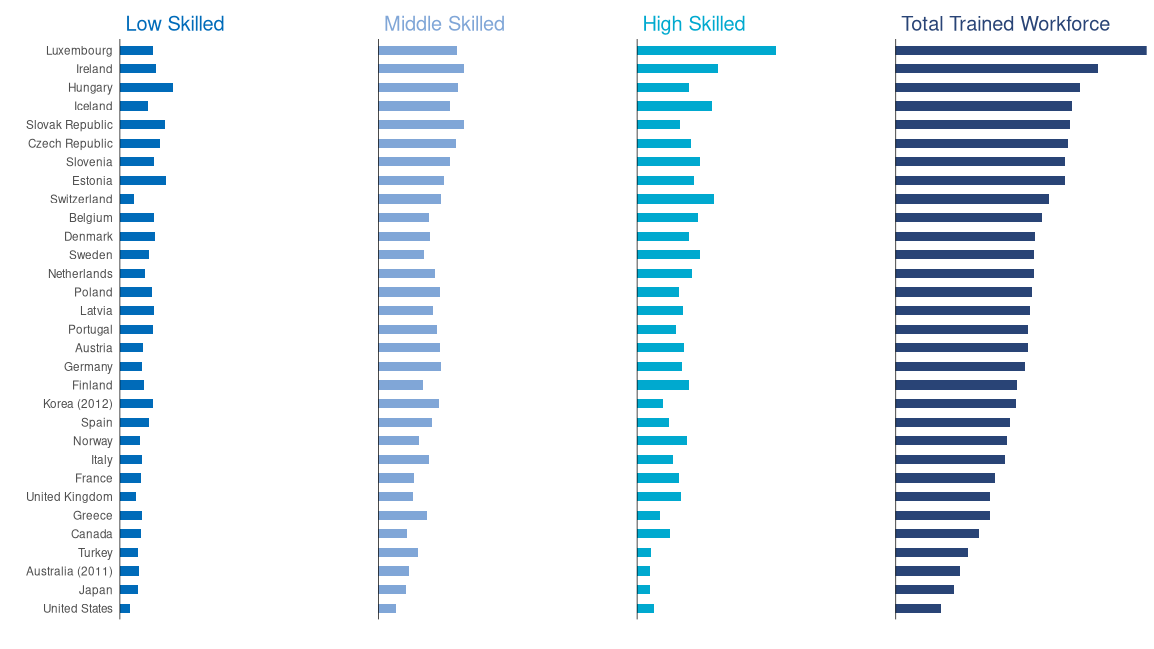 Low Skilled
Middle Skilled
High Skilled
Total Trained Workforce
Luxembourg
Ireland
Hungary
Iceland
Slovak Republic
Czech Republic
Slovenia
Estonia
Switzerland
Belgium
Denmark
Sweden
Netherlands
Poland
Latvia
Portugal
Austria
Germany
Finland
Korea (2012)
Spain
Norway
Italy
France
United Kingdom
Greece
Canada
Turkey
Australia (2011)
Japan
United States